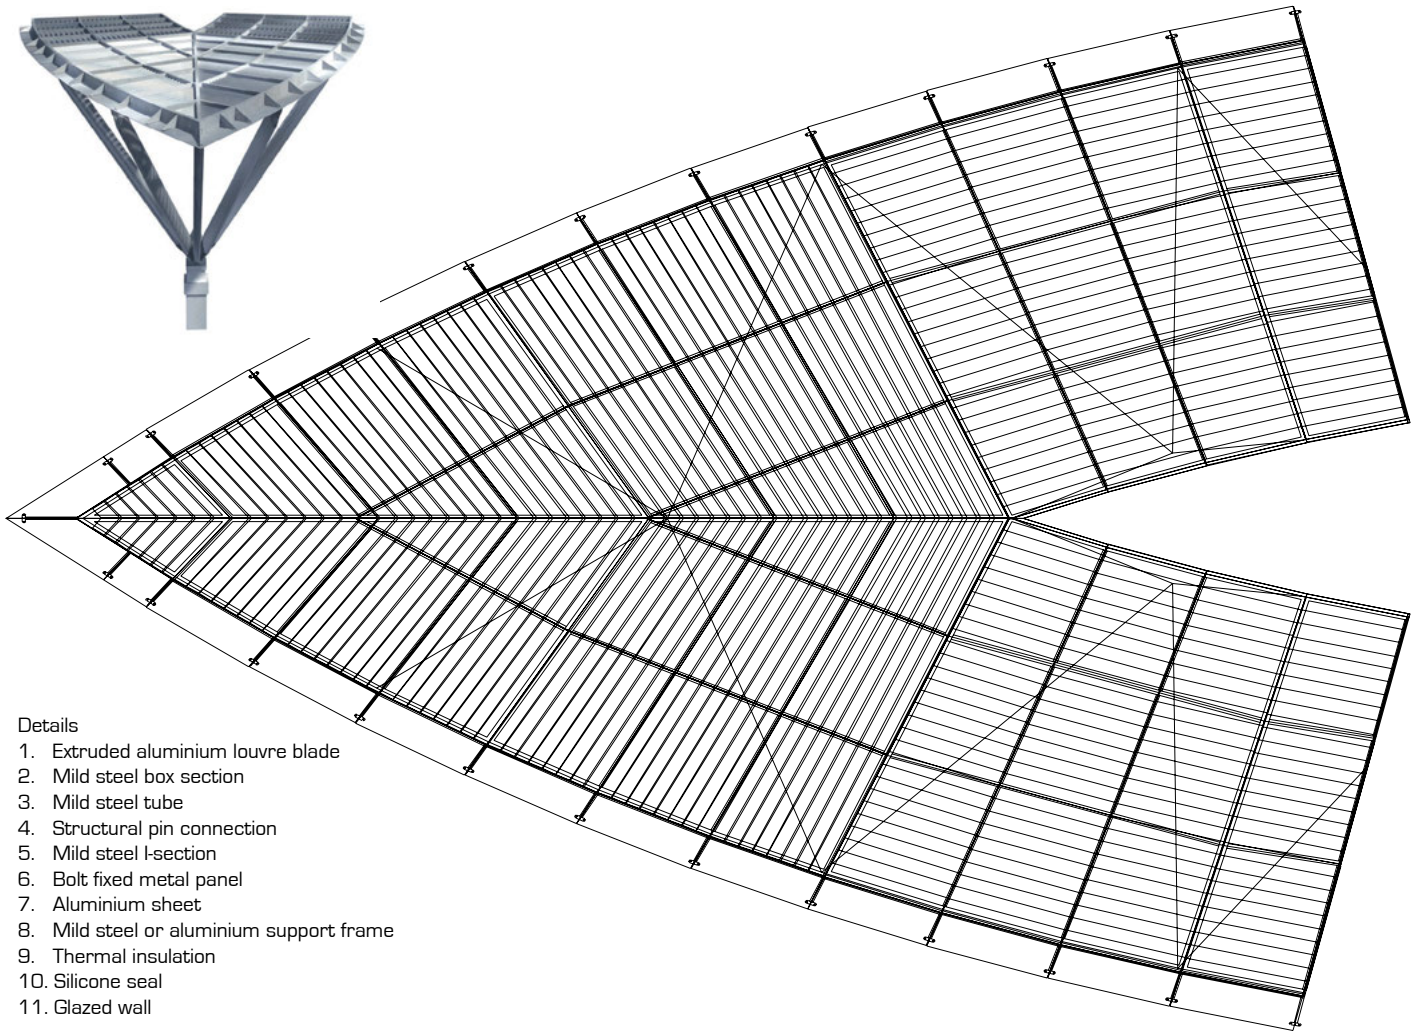 Details
1. Extruded aluminium louvre blade
2. Mild steel box section
3. Mild steel tube
4. Structural pin connection
5. Mild steel I-section
6. Bolt fixed metal panel
7. Aluminium sheet
8. Mild steel or aluminium support frame
9. Thermal insulation
10. Silicone seal
11. Glazed wall